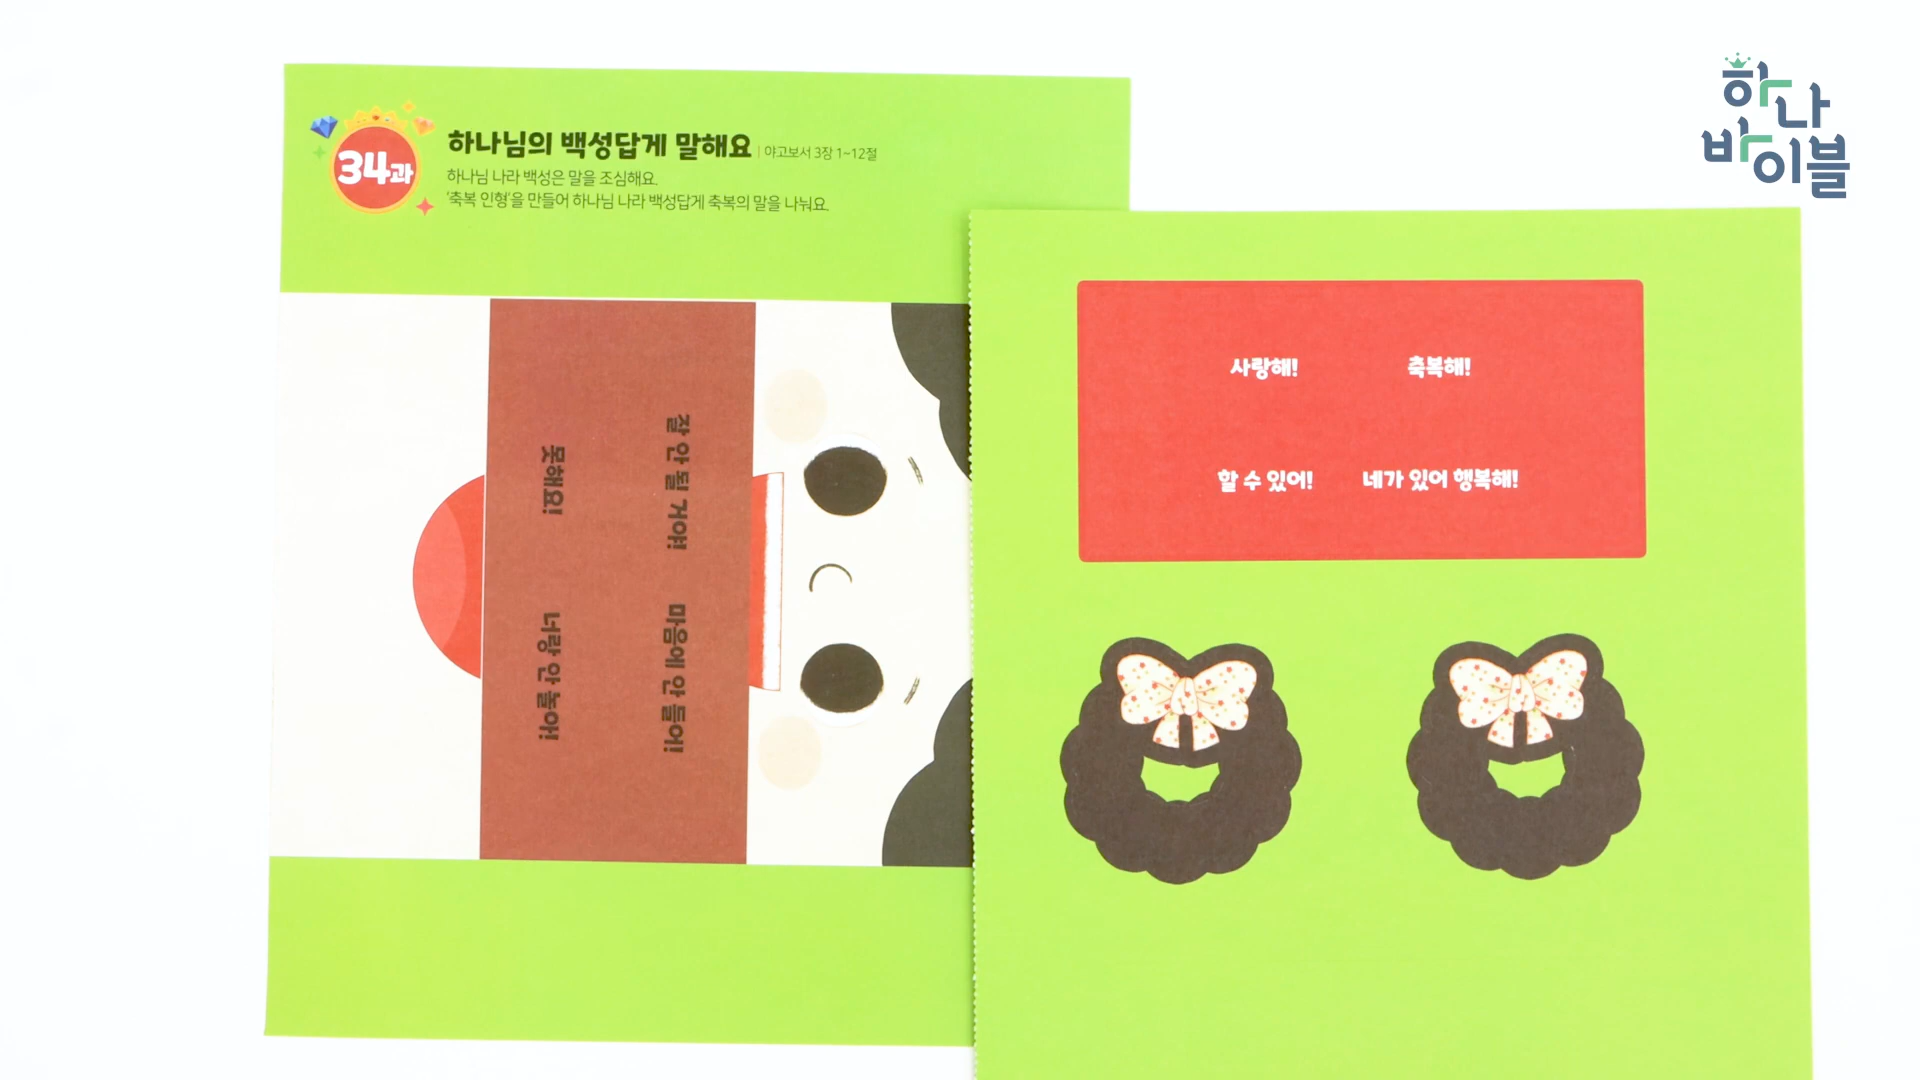 하나
바이블
34과
하나님의 백성답게 말해요 | 야고보서 3장 1~12절
하나님 나라 백성은 말을 조심해요.
'축복 인형'을 만들어 하나님 나라 백성답게 축복의 말을 나눠요.
잘 안 될 거야!
마음에 안 들어!
못해요!
너랑 안 놀아!
사랑해! 축복해!
할 수 있어! 네가 있어 행복해!